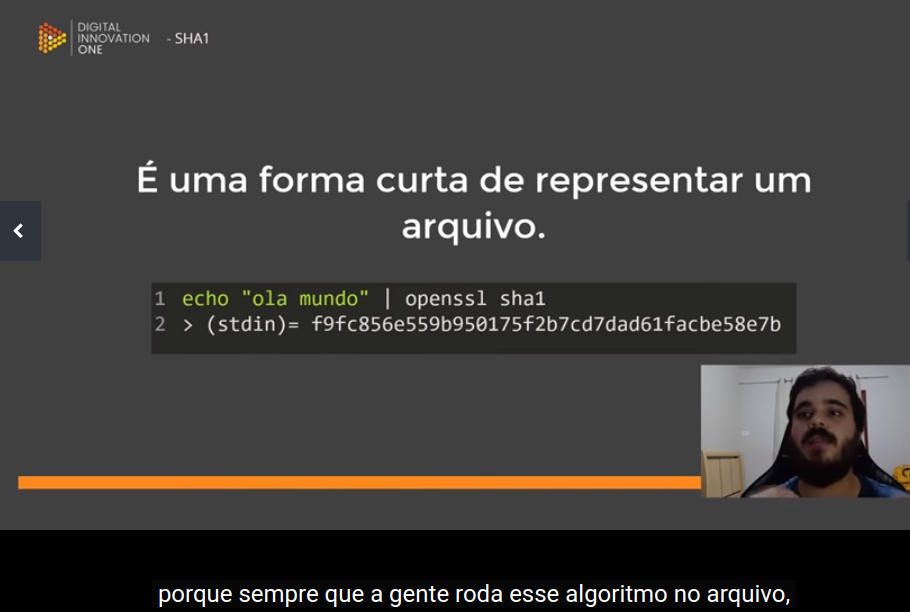 DIGITAL
INNOVATION
ONE
- SHA1
É uma forma curta de representar um
arquivo.
1 echo "ola mundo" | openssl sha1
2 > (stdin)= f9fc856e559b950175f2b7cd7dad61facbe58e7b
porque sempre que a gente roda esse algoritmo no arquivo,